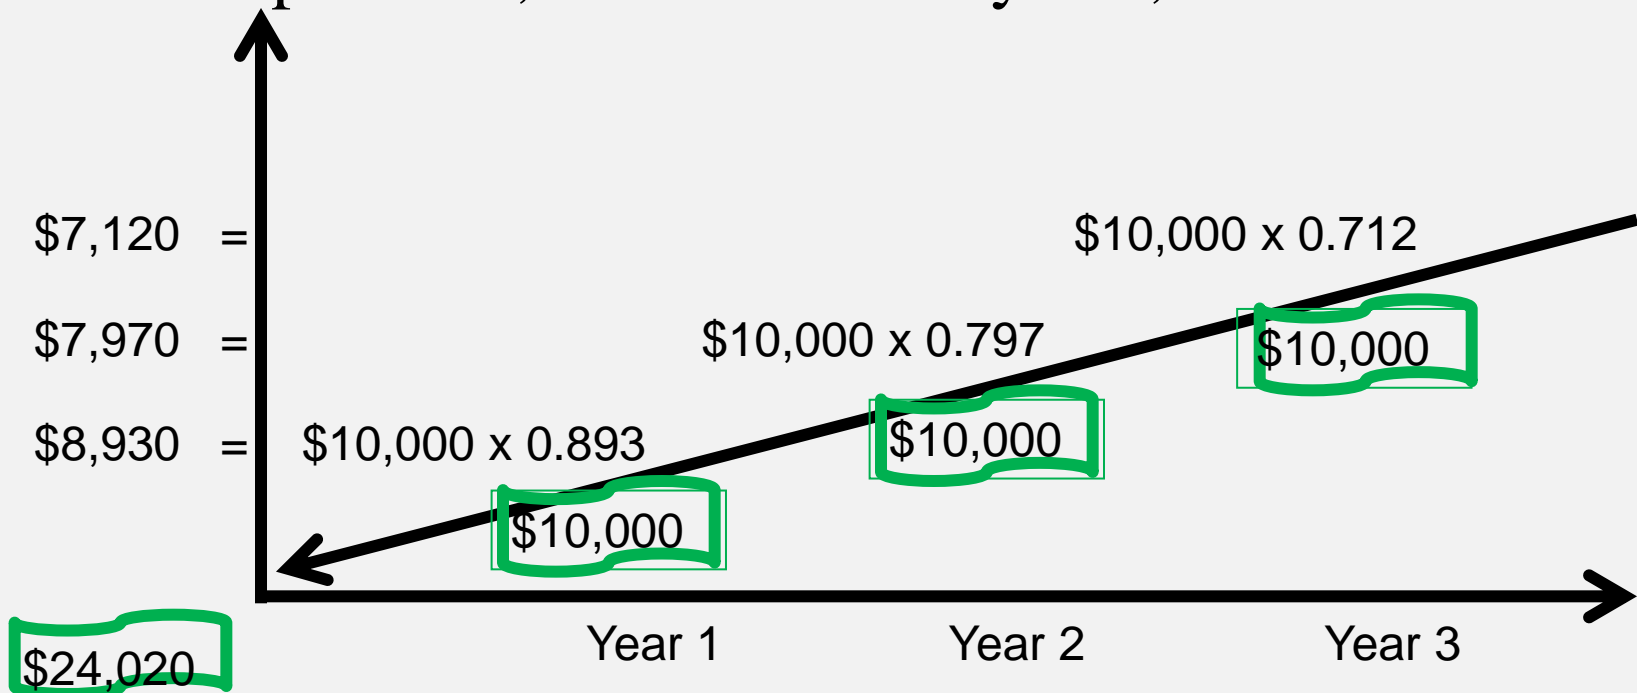 $7,120 = $10,000 x 0.712
$7,970 = $10,000 x 0.797
$10,000
$8,930 = $10,000 x 0.893
$10,000
$10,000
Year 1 Year 2 Year 3
$24,020